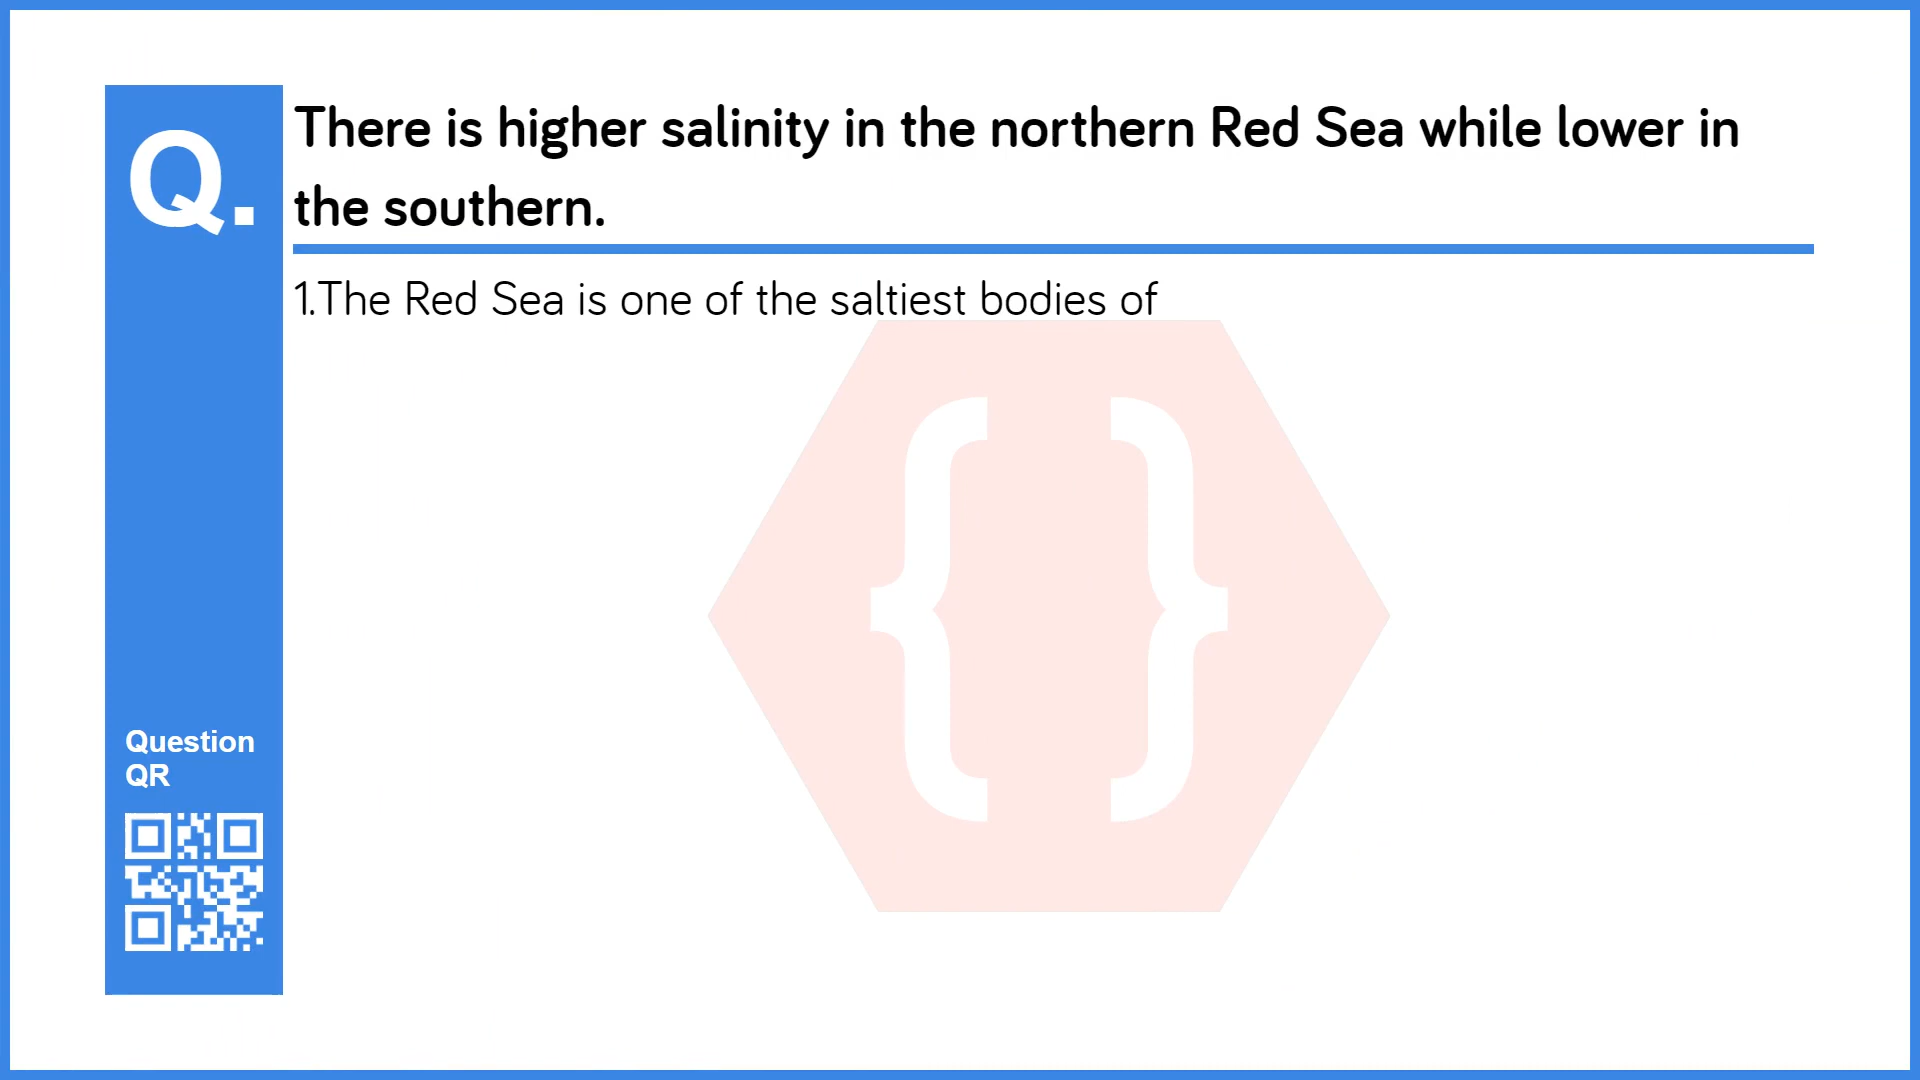 Q.
There is higher salinity in the northern Red Sea while lower in
the southern.
1.The Red Sea is one of the saltiest bodies of
{ }
Question
QR